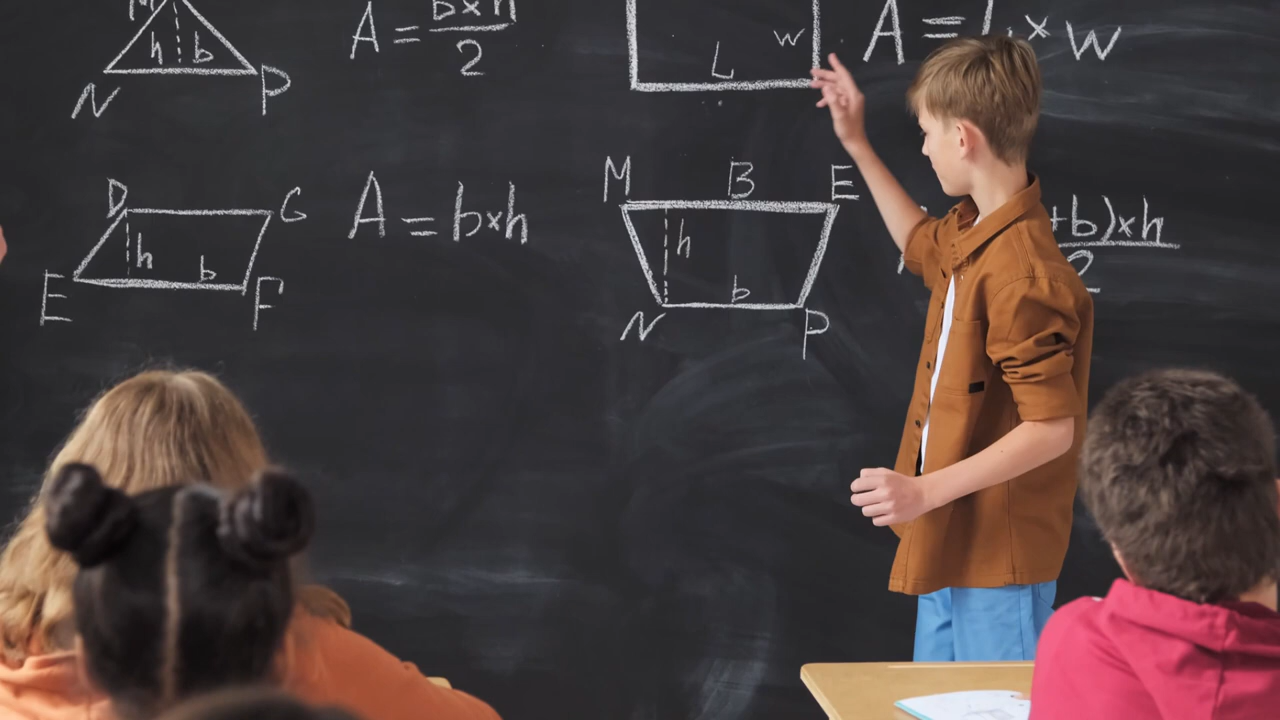 M
h b
N P
A = b×h
2
L W
A = L × W
D G
h b
E F
A = b×h
M B E
h
b
N P
+b)×h
2